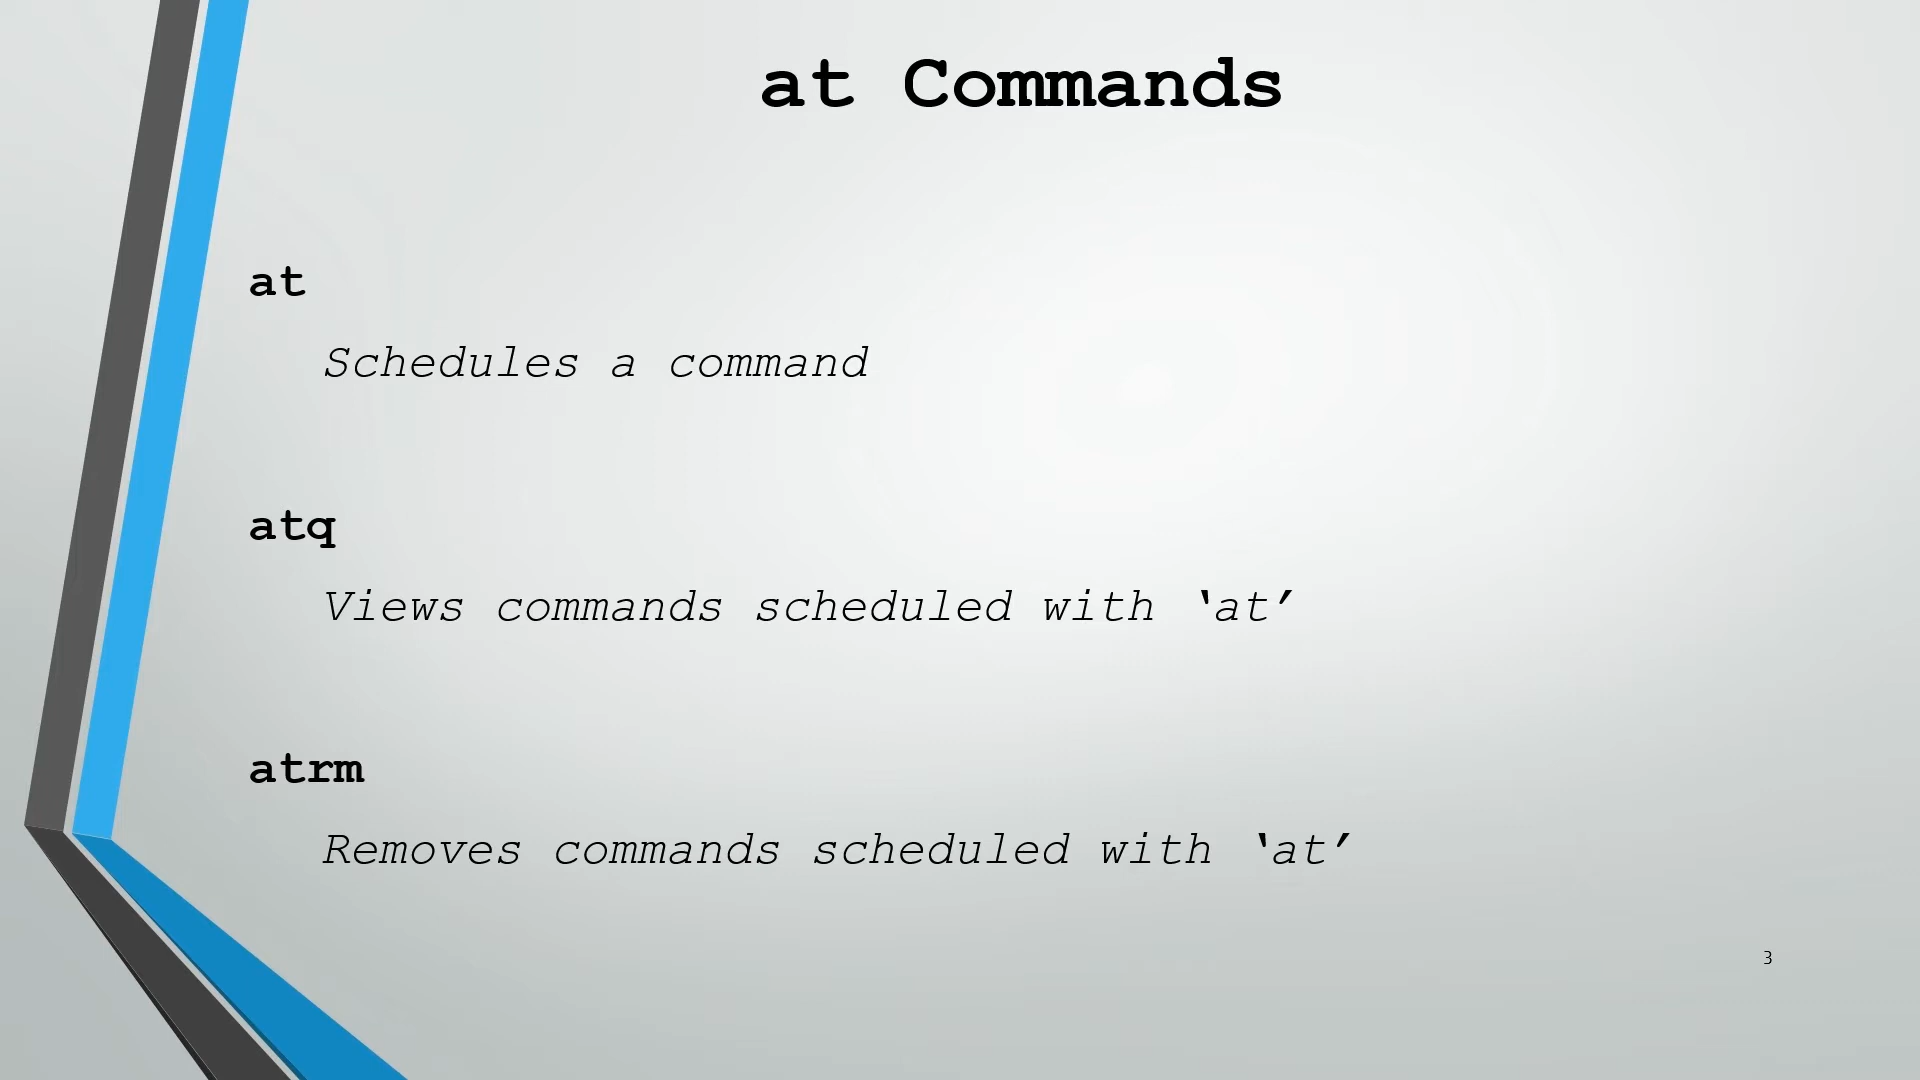 at Commands
at
Schedules a command
atq
Views commands scheduled with ‘at’
atrm
Removes commands scheduled with ‘at’
3